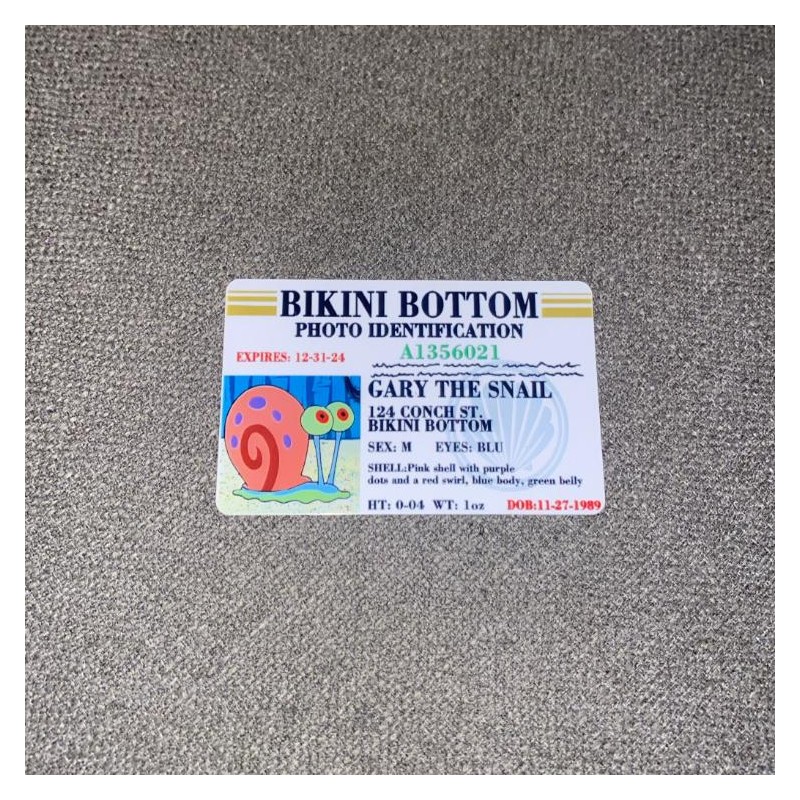 BIKINI BOTTOM
PHOTO IDENTIFICATION
A1356021
EXPIRES: 12-31-24
GARY THE SNAIL
124 CONCH ST.
BIKINI BOTTOM
SEX: M EYES: BLU
SHELL:Pink shell with purple
dots and a red swirl, blue body, green belly
HT: 0-04 WT: 1oz DOB:11-27-1989